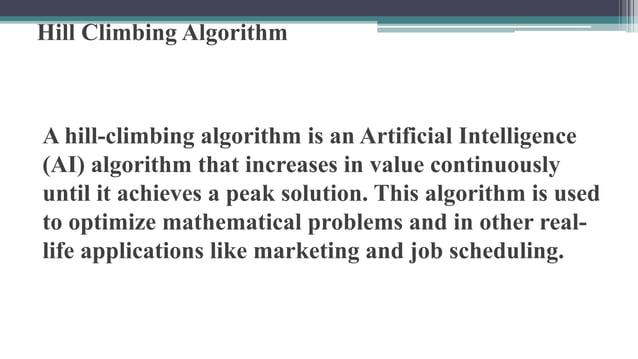 Hill Climbing Algorithm
A hill-climbing algorithm is an Artificial Intelligence
(AI) algorithm that increases in value continuously
until it achieves a peak solution. This algorithm is used
to optimize mathematical problems and in other real-
life applications like marketing and job scheduling.